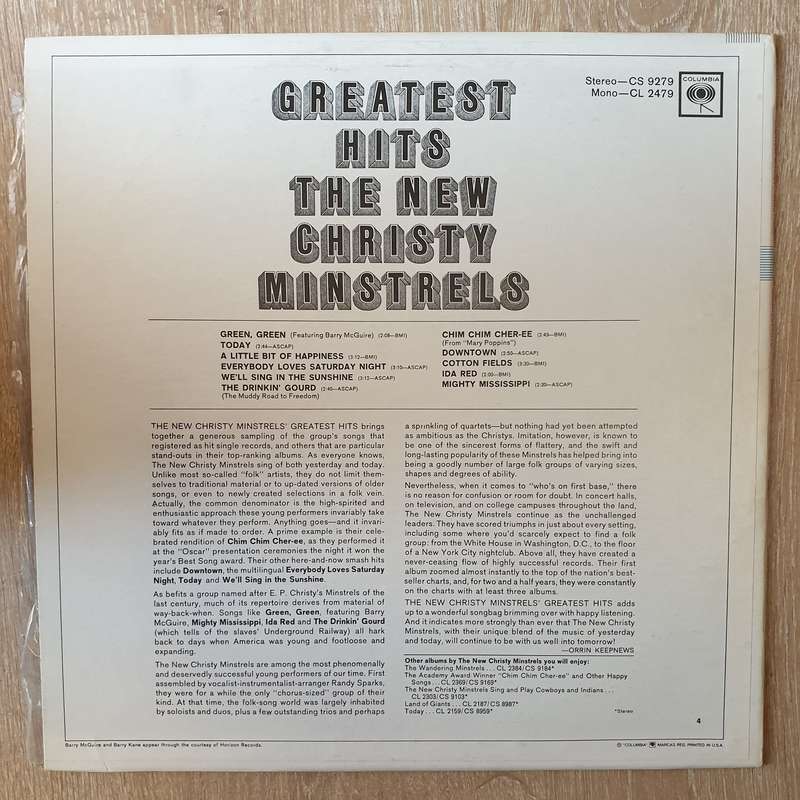 Stereo—CS 9279
Mono—CL 2479
COLUMBIA
GREATEST
HITS
THE NEW
CHRISTY
MINSTRELS
GREEN, GREEN (Featuring Barry McGuire) (2:08—BMI)
TODAY (2:44—ASCAP)
A LITTLE BIT OF HAPPINESS (3:12—BMI)
EVERYBODY LOVES SATURDAY NIGHT (3:10—ASCAP)
WE'LL SING IN THE SUNSHINE (3:13—ASCAP)
THE DRINKIN' GOURD (2:40—ASCAP)
(The Muddy Road to Freedom)
CHIM CHIM CHER-EE (2:43—BMI)
(From "Mary Poppins")
DOWNTOWN (2:50—ASCAP)
COTTON FIELDS (3:30—BMI)
IDA RED (2:00—BMI)
MIGHTY MISSISSIPPI (2:20—ASCAP)
THE NEW CHRISTY MINSTRELS' GREATEST HITS brings
together a generous sampling of the group's songs that
registered as hit single records, and others that are particular
stand-outs in their top-ranking albums. As everyone knows,
The New Christy Minstrels sing of both yesterday and today.
Unlike most so-called "folk" artists, they do not limit them-
selves to traditional material or to up-dated versions of older
songs, or even to newly created selections in a folk vein.
Actually, the common denominator is the high-spirited and
enthusiastic approach these young performers invariably take
toward whatever they perform. Anything goes—and it invari-
ably fits as if made to order. A prime example is their cele-
brated rendition of Chim Chim Cher-ee, as they performed it
at the "Oscar" presentation ceremonies the night it won the
year's Best Song award. Their other here-and-now smash hits
include Downtown, the multilingual Everybody Loves Saturday
Night, Today and We'll Sing in the Sunshine.
As befits a group named after E. P. Christy's Minstrels of the
last century, much of its repertoire derives from material of
way-back-when. Songs like Green, Green, featuring Barry
McGuire, Mighty Mississippi, Ida Red and The Drinkin' Gourd
(which tells of the slaves' Underground Railway) all hark
back to days when America was young and footloose and
expanding.
The New Christy Minstrels are among the most phenomenally
and deservedly successful young performers of our time. First
assembled by vocalist-instrumentalist-arranger Randy Sparks,
they were for a while the only "chorus-sized" group of their
kind. At that time, the folk-song world was largely inhabited
by soloists and duos, plus a few outstanding trios and perhaps
a sprinkling of quartets—but nothing had yet been attempted
as ambitious as the Christys. Imitation, however, is known to
be one of the sincerest forms of flattery, and the swift and
long-lasting popularity of these Minstrels has helped bring into
being a goodly number of large folk groups of varying sizes,
shapes and degrees of ability.
Nevertheless, when it comes to "who's on first base," there
is no reason for confusion or room for doubt. In concert halls,
on television, and on college campuses throughout the land,
The New Christy Minstrels continue as the unchallenged
leaders. They have scored triumphs in just about every setting,
including some where you'd scarcely expect to find a folk
group: from the White House in Washington, D.C., to the floor
of a New York City nightclub. Above all, they have created a
never-ceasing flow of highly successful records. Their first
album zoomed almost instantly to the top of the nation's best-
seller charts, and, for two and a half years, they were constantly
on the charts with at least three albums.
THE NEW CHRISTY MINSTRELS' GREATEST HITS adds
up to a wonderful songbag brimming over with happy listening.
And it indicates more strongly than ever that The New Christy
Minstrels, with their unique blend of the music of yesterday
and today, will continue to be with us well into tomorrow!
—ORRIN KEEPNEWS
Other albums by The New Christy Minstrels you will enjoy:
The Wandering Minstrels . . . CL 2384/CS 9184*
The Academy Award Winner "Chim Chim Cher-ee" and Other Happy
Songs . . . CL 2369/CS 9169*
The New Christy Minstrels Sing and Play Cowboys and Indians . . .
CL 2303/CS 9103*
Land of Giants . . . CL 2187/CS 8987*
Today . . . CL 2159/CS 8959*
*Stereo
4
Barry McGuire and Barry Kane appear through the courtesy of Horizon Records.
© "COLUMBIA" MARCAS REG. PRINTED IN U.S.A.